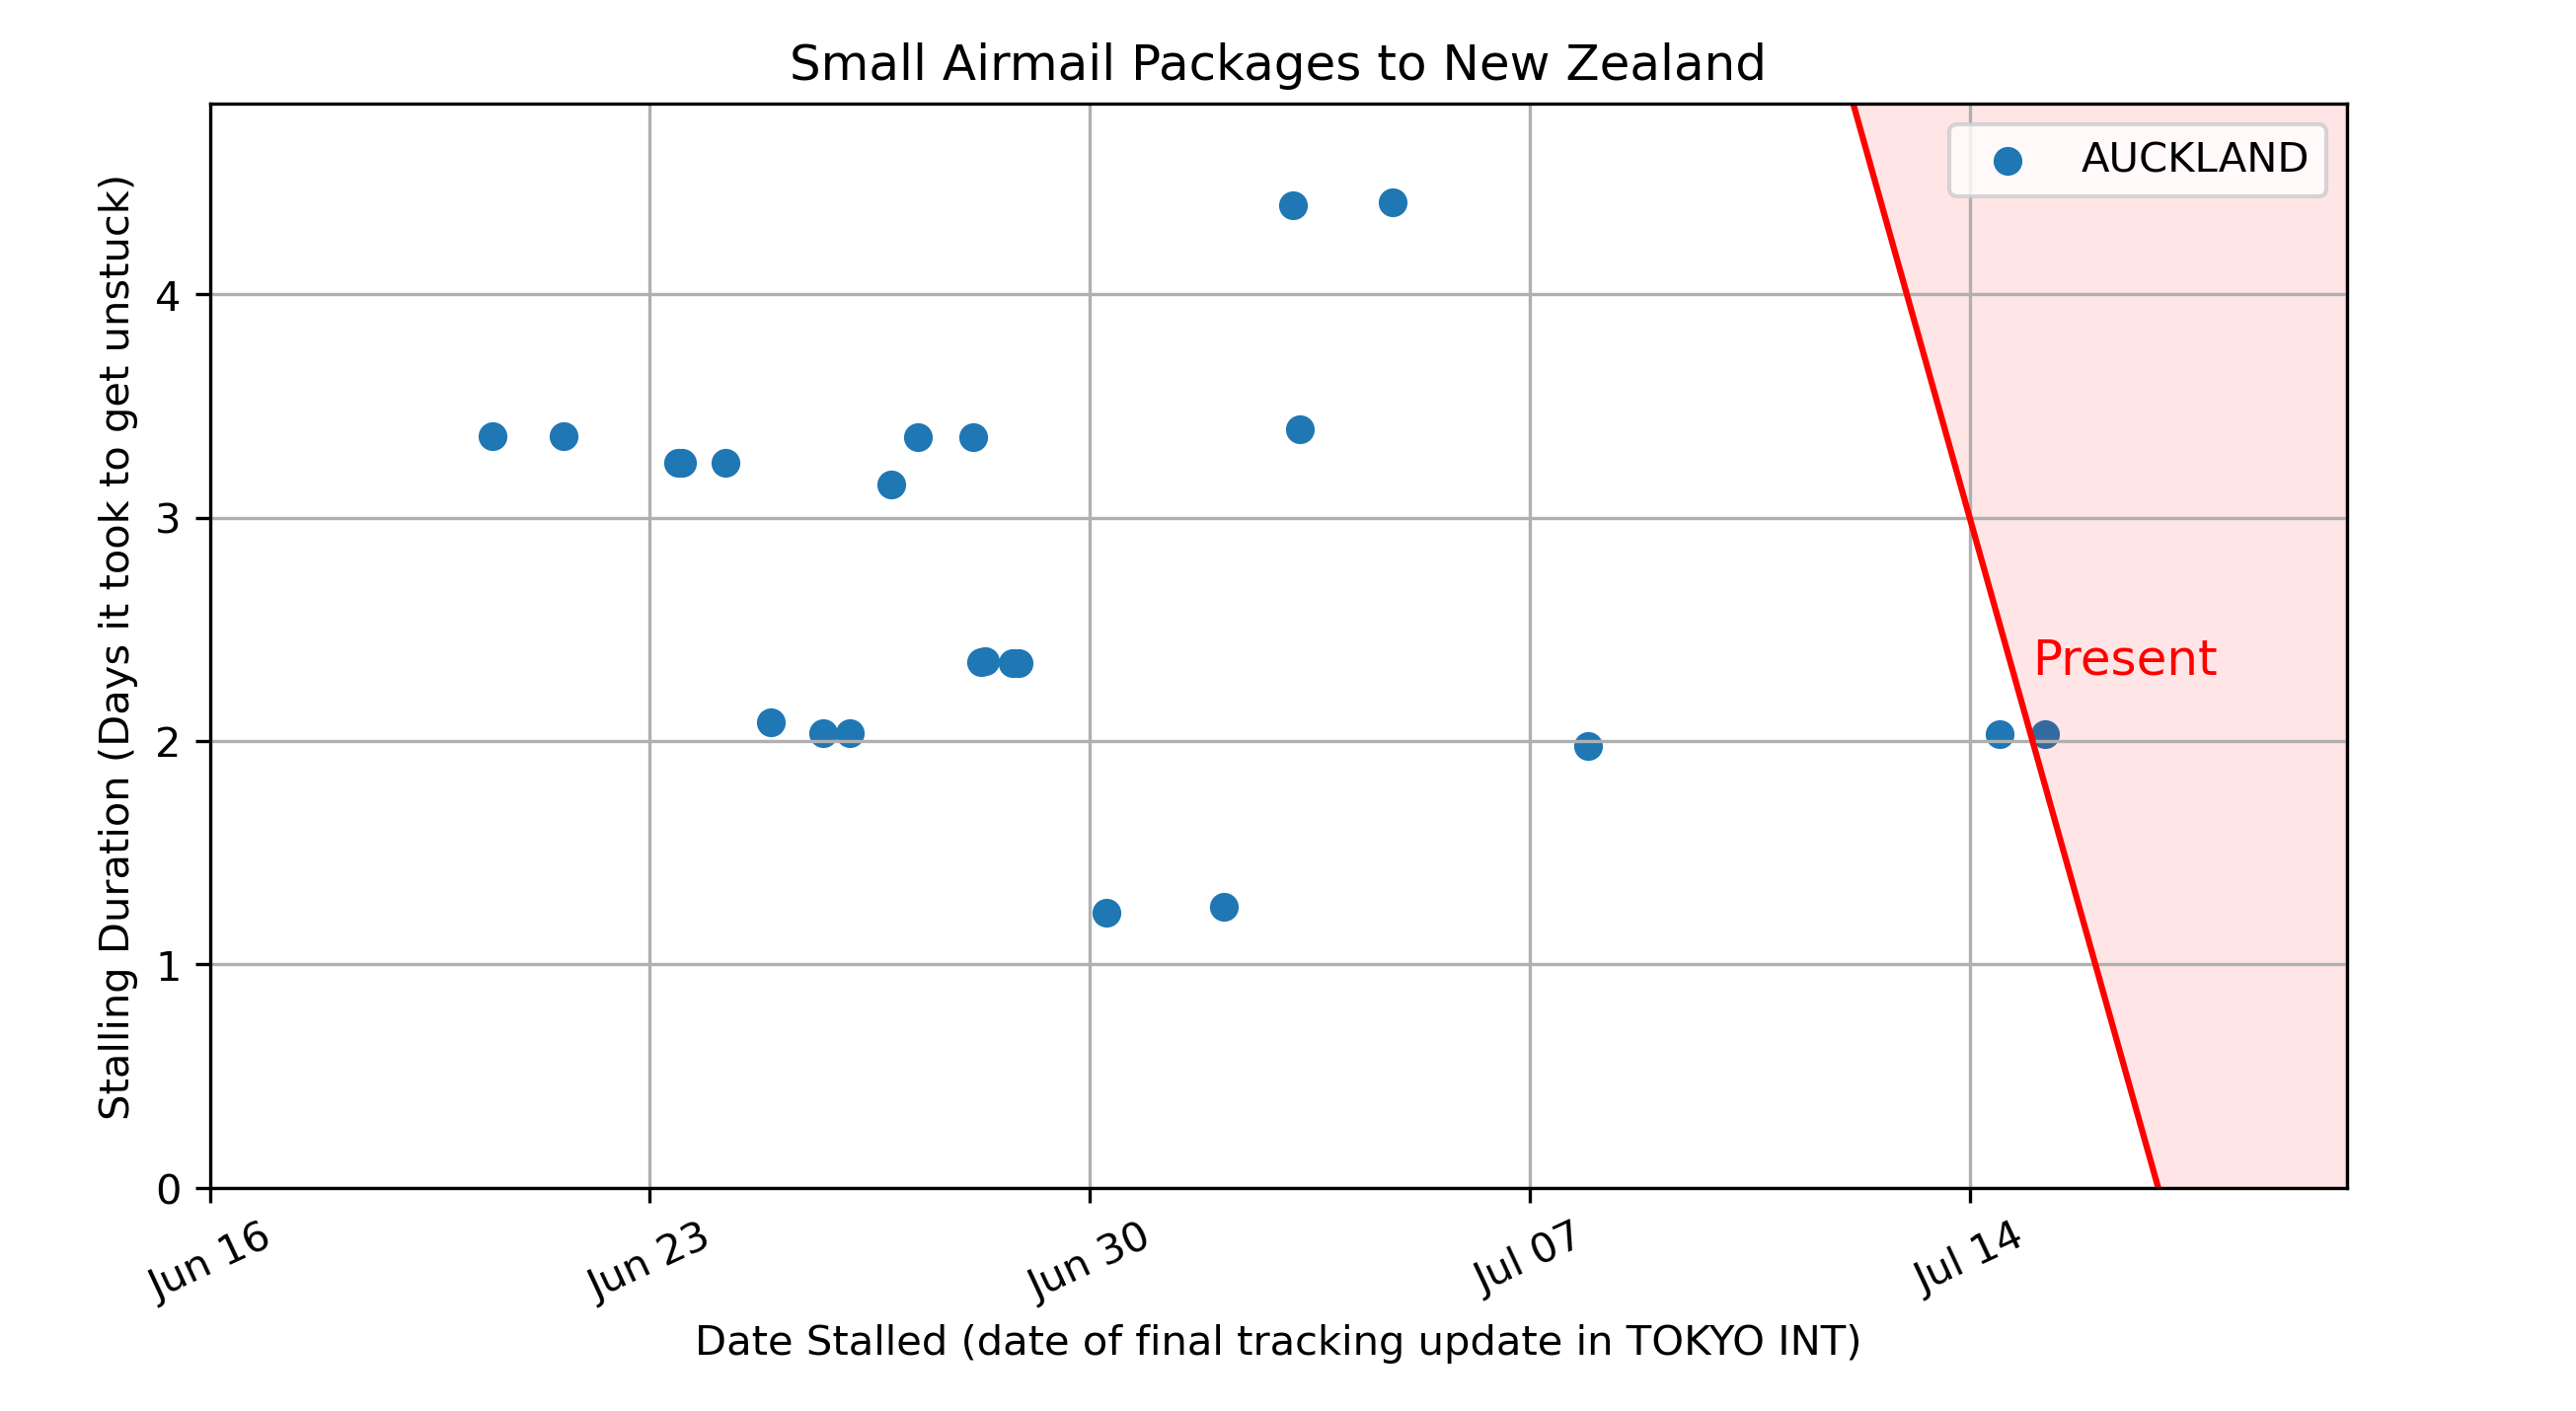 Small Airmail Packages to New Zealand
AUCKLAND
Stalling Duration (Days it took to get unstuck)
4
3
2
1
0
Present
Jun 16
Jun 23
Jun 30
Jul 07
Jul 14
Date Stalled (date of final tracking update in TOKYO INT)